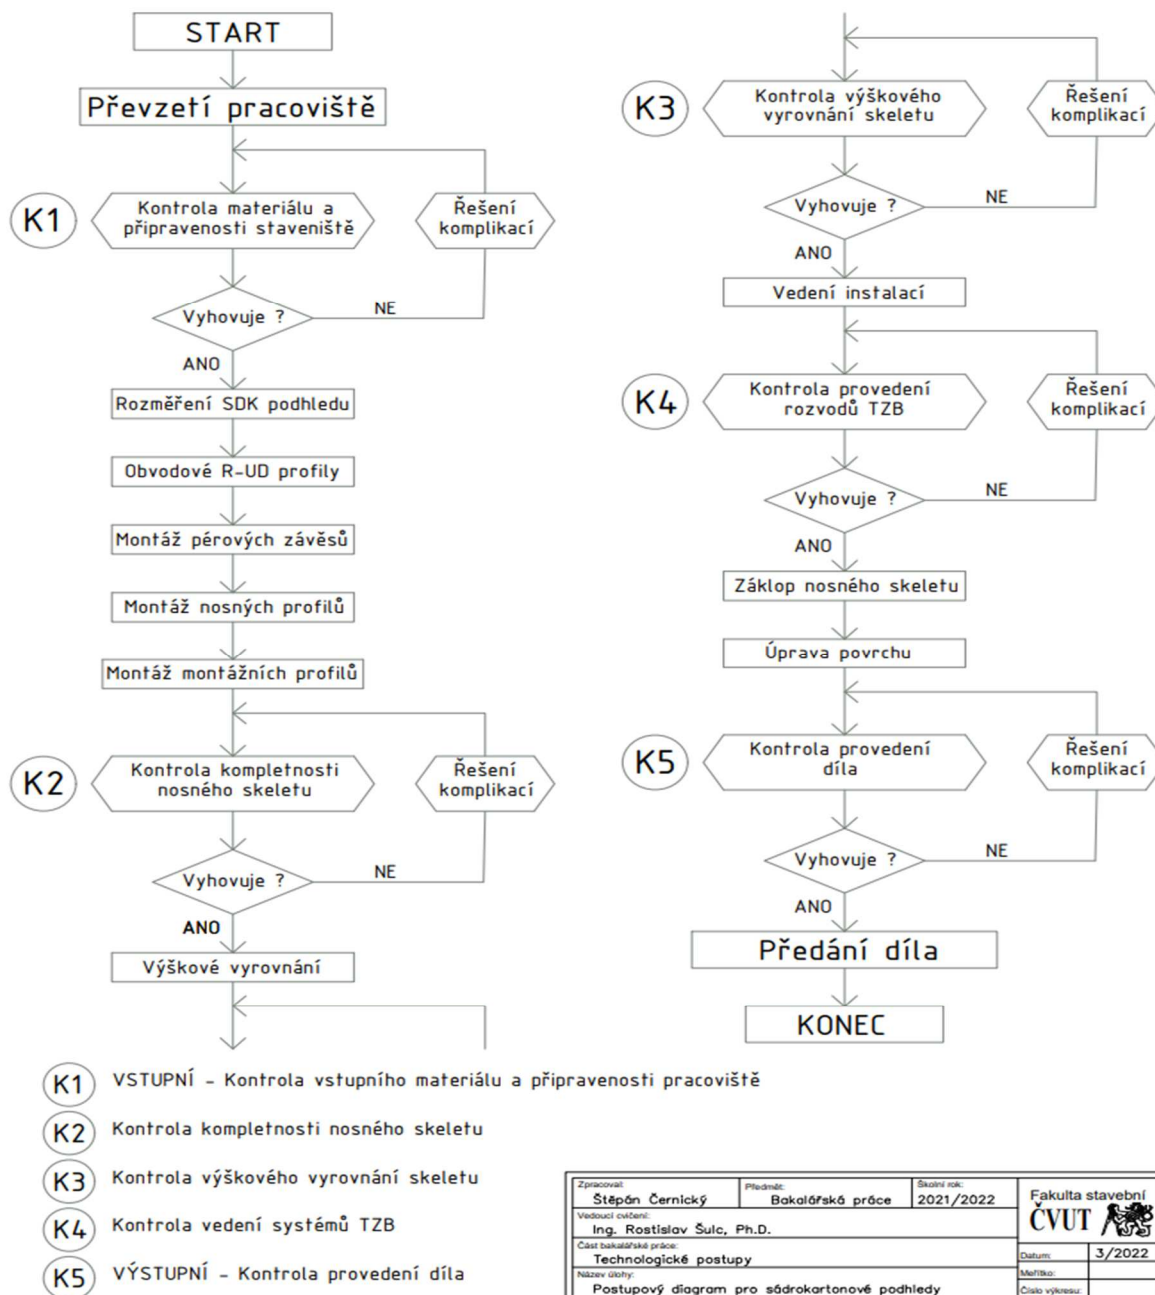 START
Převzetí pracoviště
K1
Kontrola materiálu a
připravenosti staveniště
Řešení
komplikací
Vyhovuje ?
NE
ANO
Rozměření SDK podhledu
Obvodové R-UD profily
Montáž pérových závěsů
Montáž nosných profilů
Montáž montážních profilů
K2
Kontrola kompletnosti
nosného skeletu
Řešení
komplikací
Vyhovuje ?
NE
ANO
Výškové vyrovnání
K3
Kontrola výškového
vyrovnání skeletu
Řešení
komplikací
Vyhovuje ?
NE
ANO
Vedení instalací
K4
Kontrola provedení
rozvodů TZB
Řešení
komplikací
Vyhovuje ?
NE
ANO
Záklop nosného skeletu
Úprava povrchu
K5
Kontrola provedení
díla
Řešení
komplikací
Vyhovuje ?
NE
ANO
Předání díla
KONEC
K1 VSTUPNÍ - Kontrola vstupního materiálu a připravenosti pracoviště
K2 Kontrola kompletnosti nosného skeletu
K3 Kontrola výškového vyrovnání skeletu
K4 Kontrola vedení systémů TZB
K5 VÝSTUPNÍ - Kontrola provedení díla
Zpracoval:
Štěpán Černický
Předmět:
Bakalářská práce
Školní rok:
2021/2022
Vedoucí cvičení:
Ing. Rostislav Šulc, Ph.D.
Část bakalářské práce:
Technologické postupy
Název úlohy:
Postupový diagram pro sádrokartonové podhledy
Fakulta stavební
ČVUT
Datum:
3/2022
Měřítko:
Číslo výkresu: